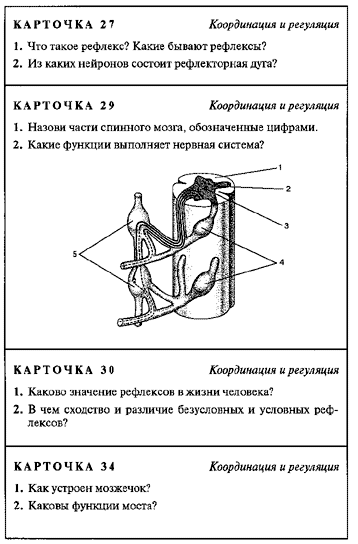 КАРТОЧКА 27 Координация и регуляция
1. Что такое рефлекс? Какие бывают рефлексы?
2. Из каких нейронов состоит рефлекторная дуга?
КАРТОЧКА 29 Координация и регуляция
1. Назови части спинного мозга, обозначенные цифрами.
2. Какие функции выполняет нервная система?
1
2
3
4
5
КАРТОЧКА 30 Координация и регуляция
1. Каково значение рефлексов в жизни человека?
2. В чем сходство и различие безусловных и условных реф-
лексов?
КАРТОЧКА 34 Координация и регуляция
1. Как устроен мозжечок?
2. Каковы функции моста?